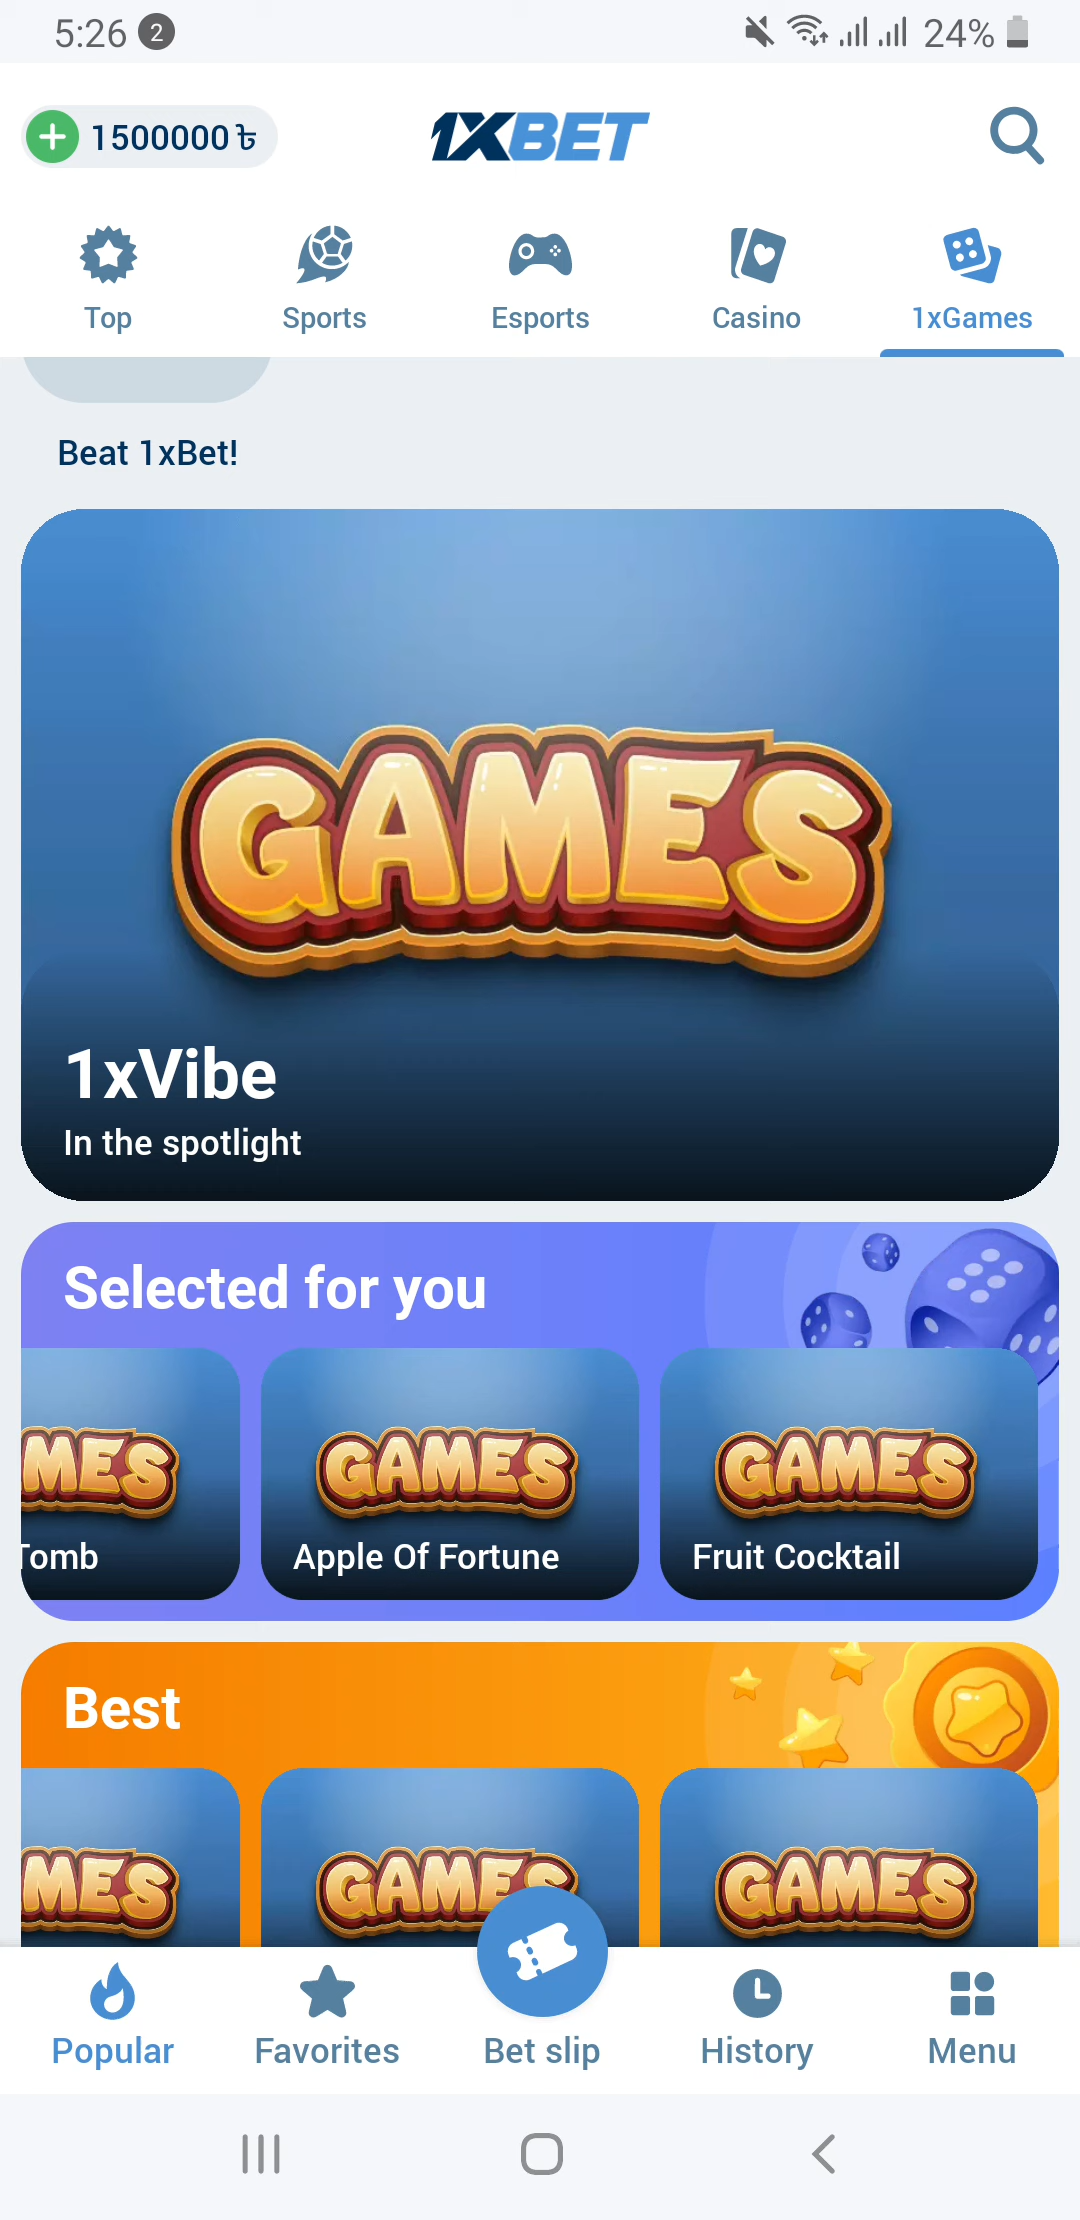 5:26 2 24%
1500000 ৳ 1XBET
Top Sports Esports Casino 1xGames
Beat 1xBet!
GAMES
1xVibe
In the spotlight
Selected for you
MES GAMES GAMES
Tomb Apple Of Fortune Fruit Cocktail
Best
MES GAMES GAMES
Popular Favorites Bet slip History Menu